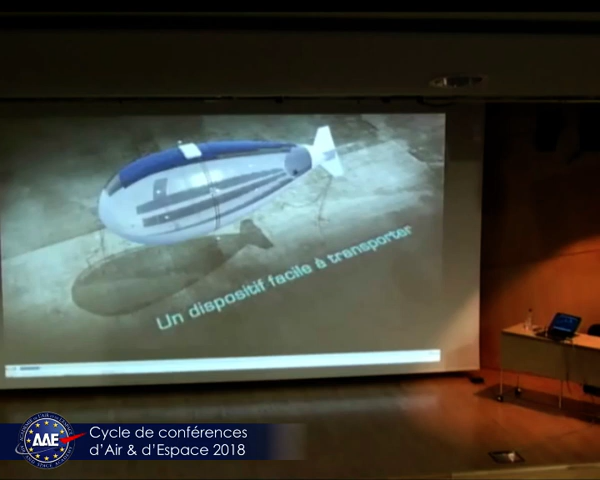 Un dispositif facile à transporter
AAE
Cycle de conférences
d'Air & d'Espace 2018